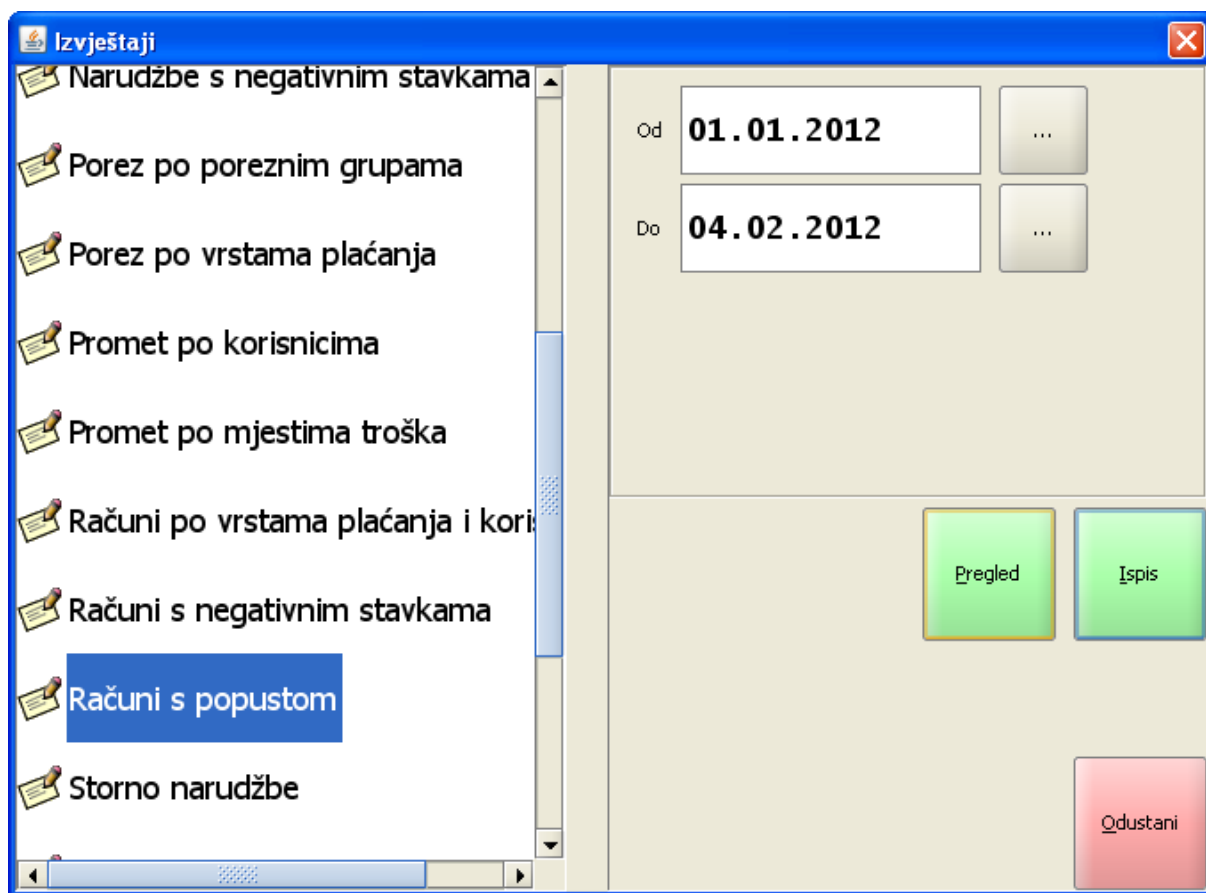 Izvještaji
Narudžbe s negativnim stavkama
Porez po poreznim grupama
Porez po vrstama plaćanja
Promet po korisnicima
Promet po mjestima troška
Računi po vrstama plaćanja i kori
Računi s negativnim stavkama
Računi s popustom
Storno narudžbe
Od 01.01.2012 ...
Do 04.02.2012 ...
Pregled
Ispis
Odustani